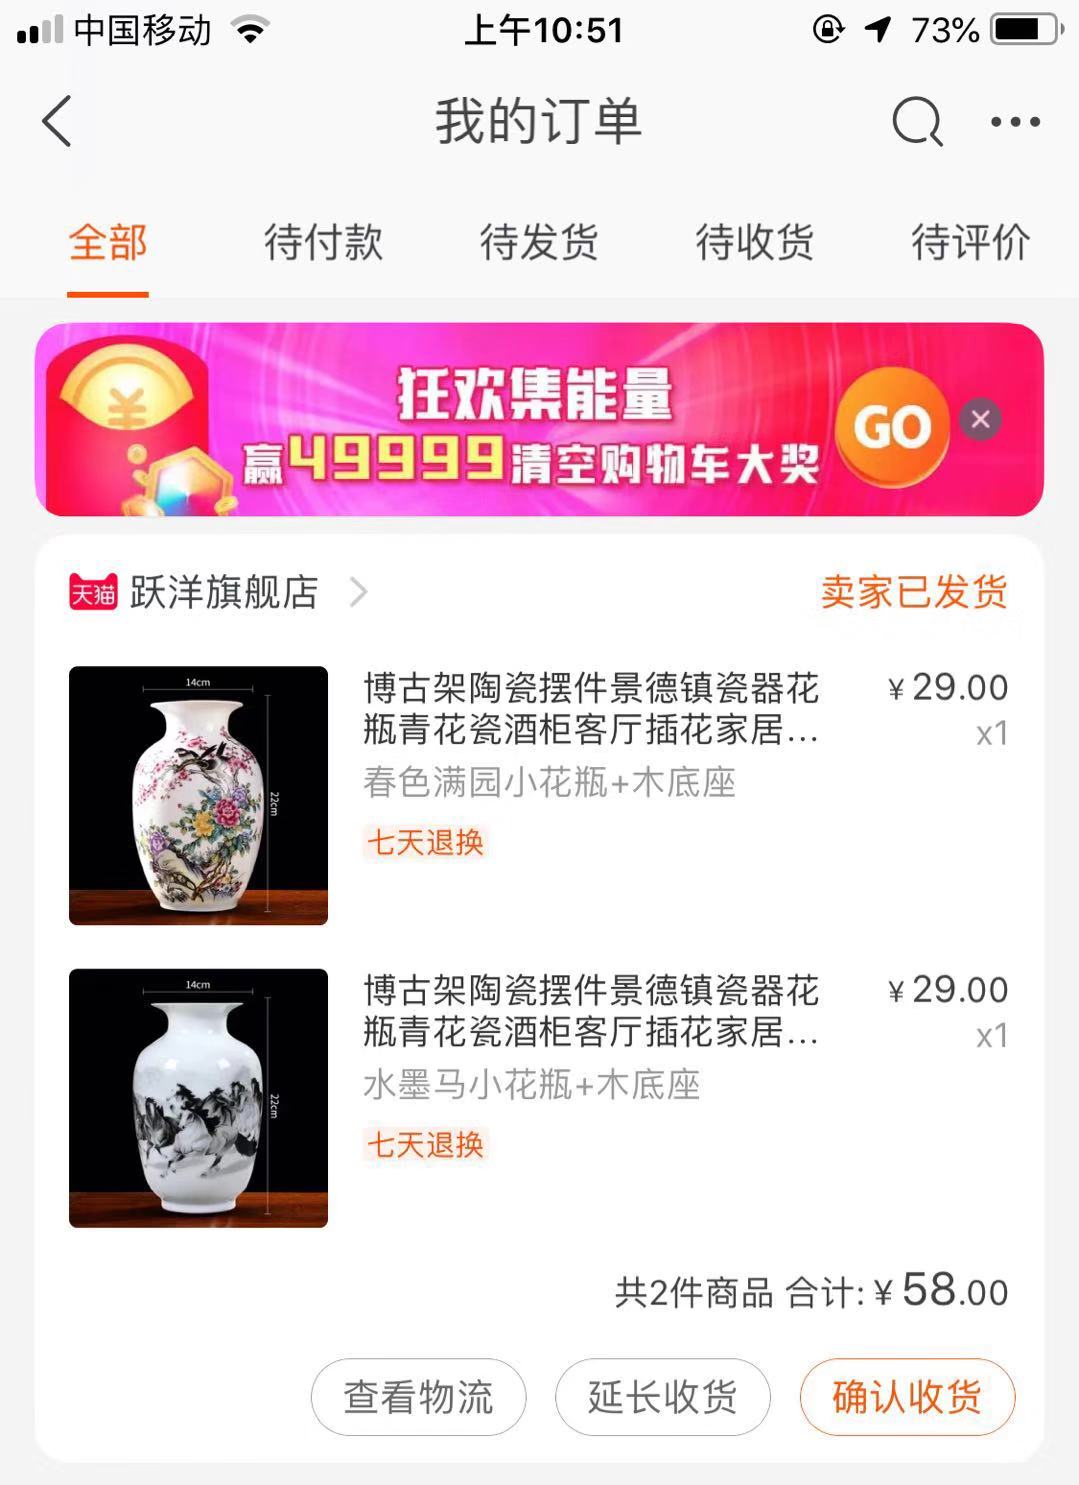 中国移动
上午10:51
73%
我的订单
全部
待付款
待发货
待收货
待评价
狂欢集能量
赢49999清空购物车大奖
GO
天猫
跃洋旗舰店
卖家已发货
14cm
22cm
博古架陶瓷摆件景德镇瓷器花
瓶青花瓷酒柜客厅插花家居...
¥29.00
x1
春色满园小花瓶+木底座
七天退换
14cm
22cm
博古架陶瓷摆件景德镇瓷器花
瓶青花瓷酒柜客厅插花家居...
¥29.00
x1
水墨马小花瓶+木底座
七天退换
共2件商品 合计:¥58.00
查看物流
延长收货
确认收货